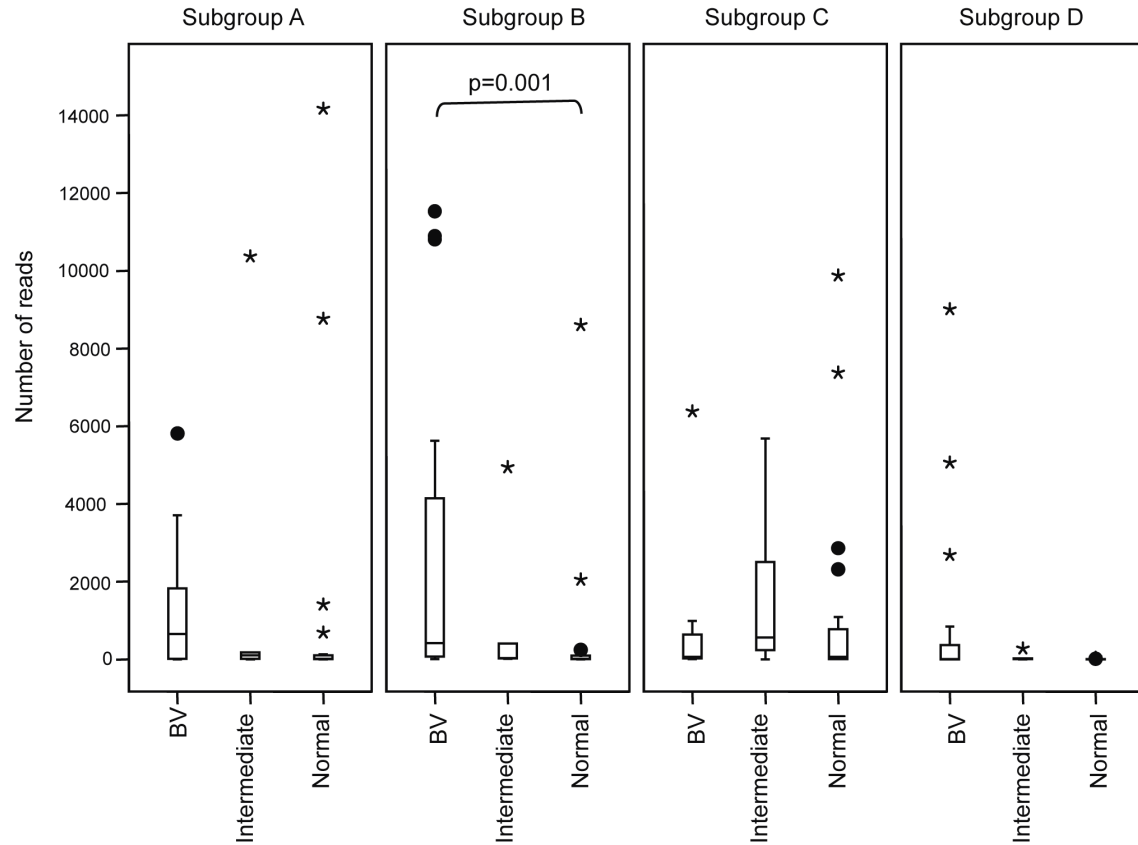 Subgroup A Subgroup B Subgroup C Subgroup D
p=0.001
Number of reads
14000
12000
10000
8000
6000
4000
2000
0
BV Intermediate Normal BV Intermediate Normal BV Intermediate Normal BV Intermediate Normal